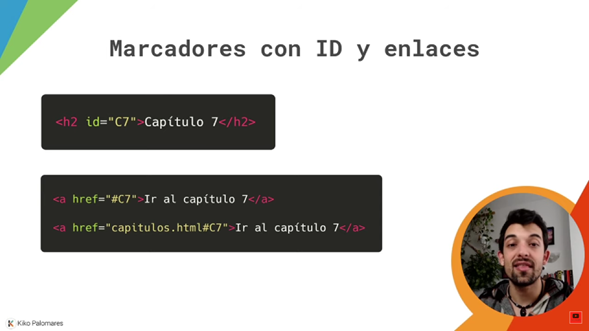 Marcadores con ID y enlaces
<h2 id="C7">Capítulo 7</h2>
<a href="#C7">Ir al capítulo 7</a>
<a href="capitulos.html#C7">Ir al capítulo 7</a>
Kiko Palomares